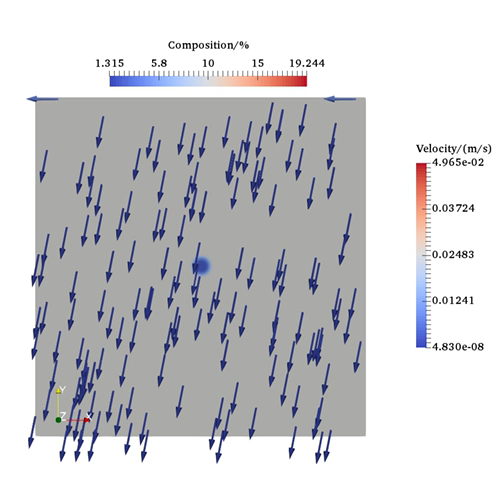 Composition/%
1.315 5.8 10 15 19.244
Velocity/(m/s)
4.965e-02
0.03724
0.02483
0.01241
4.830e-08
Y
Z X